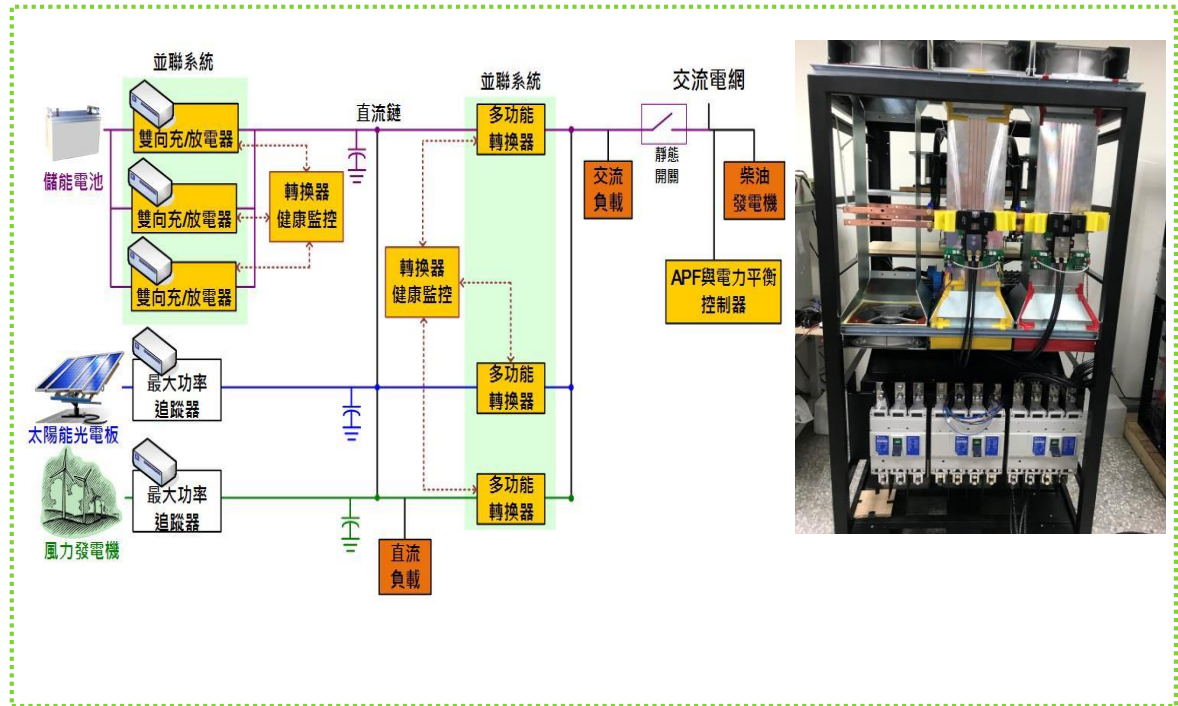 並聯系統
雙向充/放電器
儲能電池
雙向充/放電器
雙向充/放電器
轉換器
健康監控
直流鏈
並聯系統
多功能
轉換器
轉換器
健康監控
交流電網
靜態
開關
交流
負載
柴油
發電機
APF與電力平衡
控制器
太陽能光電板
最大功率
追蹤器
多功能
轉換器
風力發電機
最大功率
追蹤器
多功能
轉換器
直流
負載